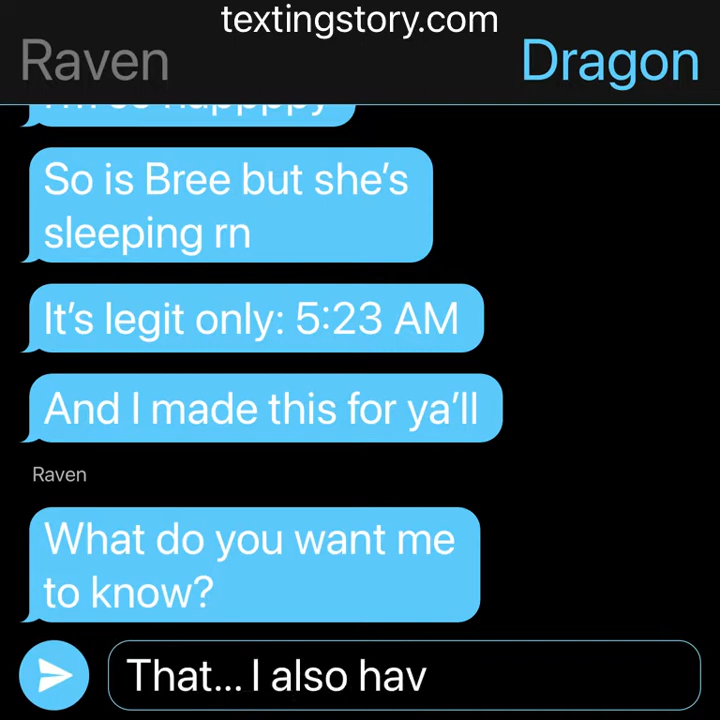 textingstory.com
Raven
Dragon
So is Bree but she's
sleeping rn
It's legit only: 5:23 AM
And I made this for ya'll
Raven
What do you want me
to know?
That... I also hav